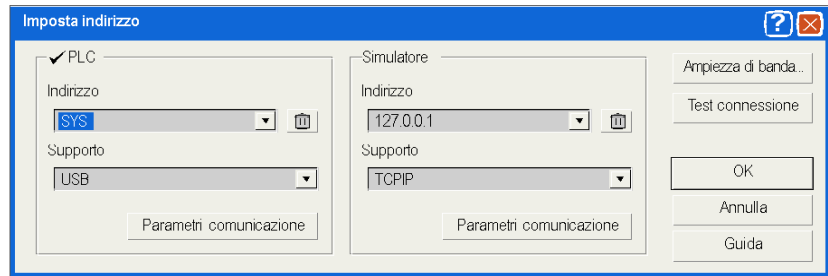 Imposta indirizzo
PLC
Indirizzo
SYS
Supporto
USB
Parametri comunicazione
Simulatore
Indirizzo
127.0.0.1
Supporto
TCPIP
Parametri comunicazione
Ampiezza di banda...
Test connessione
OK
Annulla
Guida